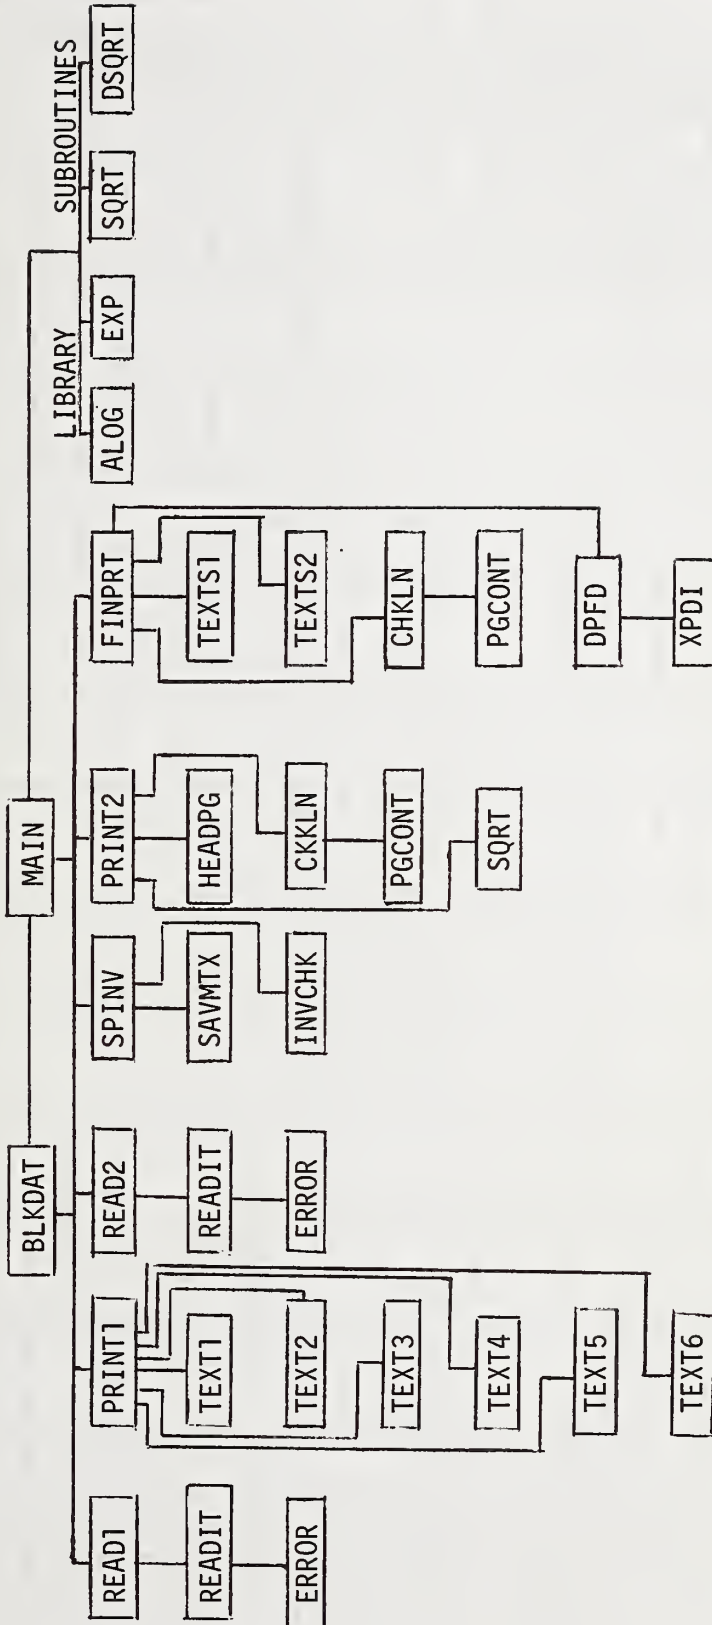 BLKDAT
MAIN
LIBRARY SUBROUTINES
READ1 PRINT1 READ2 SPINV PRINT2 FINPRT ALOG EXP SQRT DSQRT
READIT TEXT1 READIT SAVMTX HEADPG TEXTS1
ERROR TEXT2 ERROR INVCHK CKKLN TEXTS2
TEXT3 PGCONT CHKLN
TEXT4 SQRT PGCONT
TEXT5 DPFD
TEXT6 XPDI